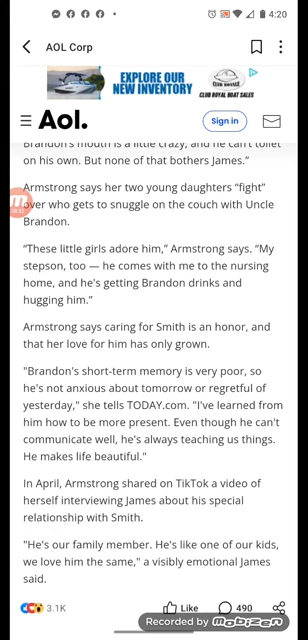 4:20
AOL Corp
EXPLORE OUR
NEW INVENTORY
CLUB ROYAL
CLUB ROYALE BOAT SALES
Aol.
Sign in
Brandon's mouth is a little crazy, and he can't toilet
on his own. But none of that bothers James."
Armstrong says her two young daughters "fight"
over who gets to snuggle on the couch with Uncle
Brandon.
"These little girls adore him," Armstrong says. "My
stepson, too — he comes with me to the nursing
home, and he's getting Brandon drinks and
hugging him."
Armstrong says caring for Smith is an honor, and
that her love for him has only grown.
"Brandon's short-term memory is very poor, so
he's not anxious about tomorrow or regretful of
yesterday," she tells TODAY.com. "I've learned from
him how to be more present. Even though he can't
communicate well, he's always teaching us things.
He makes life beautiful."
In April, Armstrong shared on TikTok a video of
herself interviewing James about his special
relationship with Smith.
"He's our family member. He's like one of our kids,
we love him the same," a visibly emotional James
said.
3.1K
Like
490
Share
Recorded by
MOBIZEN